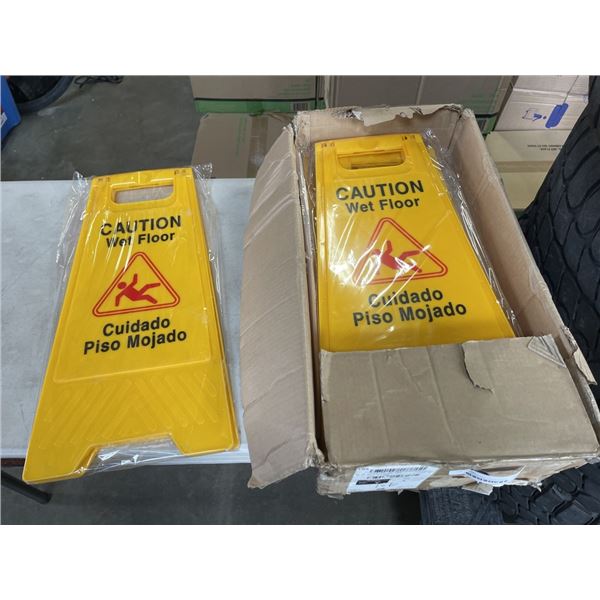 CAUTION
Wet Floor
Cuidado
Piso Mojado
CAUTION
Wet Floor
Cuidado
Piso Mojado